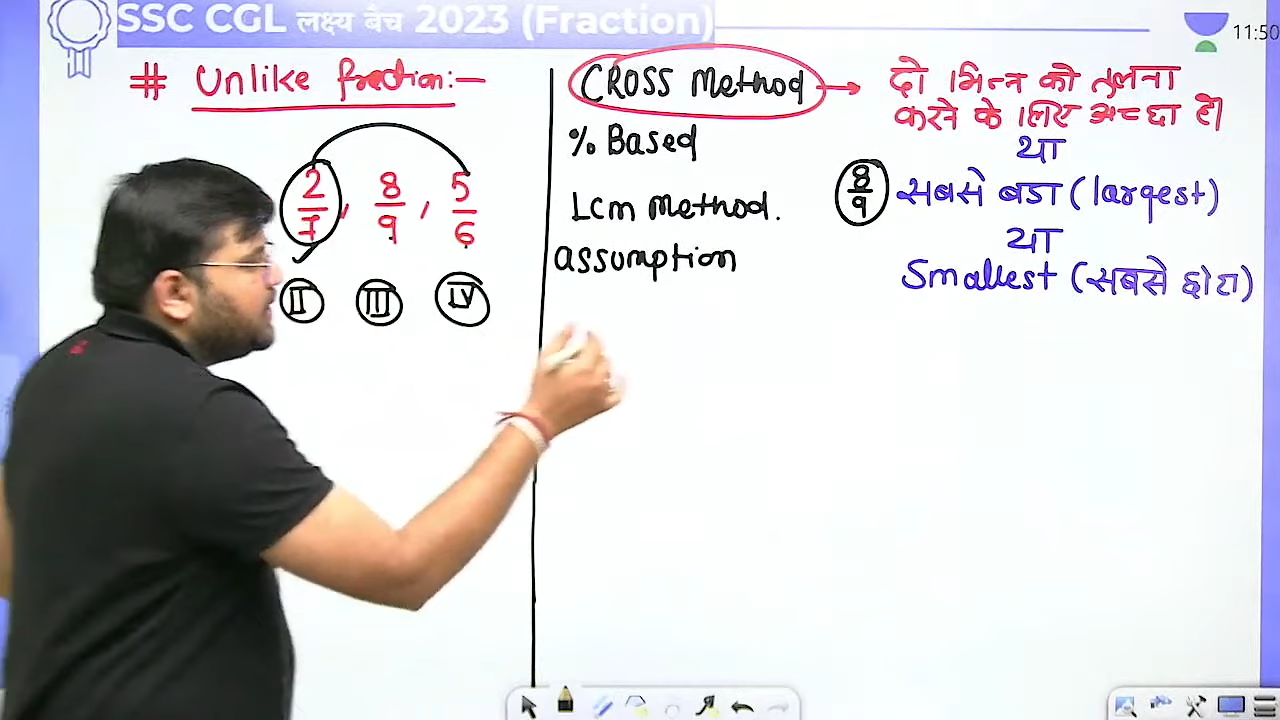 SSC CGL लक्ष्य बैच 2023 (Fraction)
11:50
# Unlike fraction:—
2/7, 8/9, 5/6
II III IV
CROSS Method → दो भिन्न को तुलना
करने के लिए अच्छा है।
% Based
या
8/9 सबसे बडा (largest)
LCM Method.
या
assumption
Smallest (सबसे छोटा)